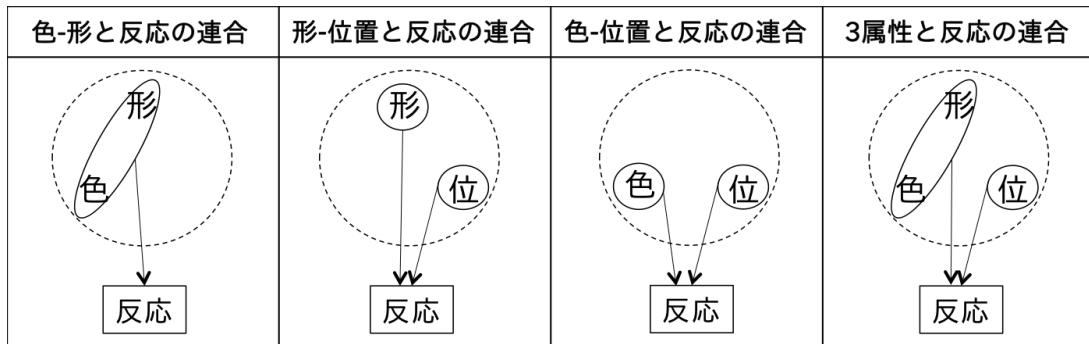 色-形と反応の連合
形-位置と反応の連合
色-位置と反応の連合
3属性と反応の連合
形
色
反応
形
位
反応
色
位
反応
形
色
位
反応